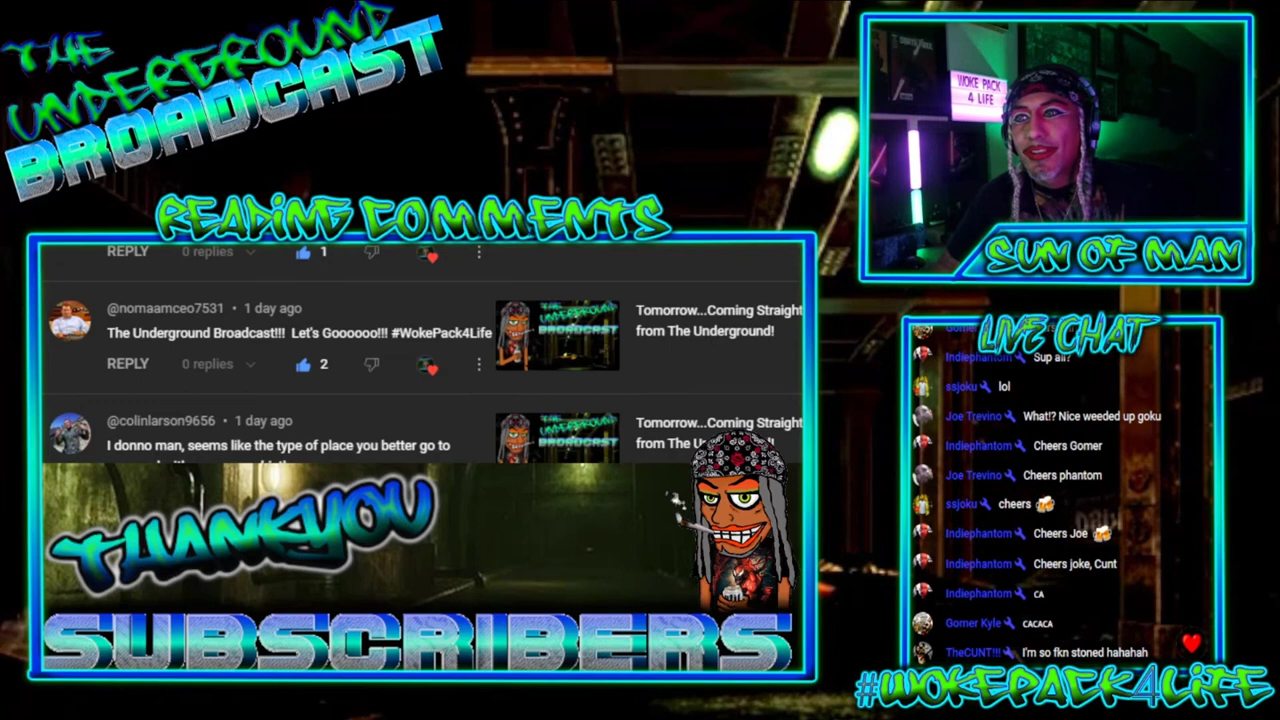 THE
UNDERGROUND
BROADCAST
WOKE PACK
4 LIFE
SUN OF MAN
READING COMMENTS
REPLY 0 replies 1
@nomaamceo7531 • 1 day ago
The Underground Broadcast!!! Let's Goooooo!!! #WokePack4Life
REPLY 0 replies 2
Tomorrow...Coming Straight
from The Underground!
@colinlarson9656 • 1 day ago
I donno man, seems like the type of place you better go to
Tomorrow...Coming Straight
from The
THANKYOU
SUBSCRIBERS
LIVE CHAT
Indiephantom Sup all?
ssjoku lol
Joe Trevino What!? Nice weeded up goku
Indiephantom Cheers Gomer
Joe Trevino Cheers phantom
ssjoku cheers 🍻
Indiephantom Cheers Joe 🍻
Indiephantom Cheers joke, Cunt
Indiephantom CA
Gomer Kyle CACACA
TheCUNT!!! I'm so fkn stoned hahahah
#WOKEPACK4LIFE